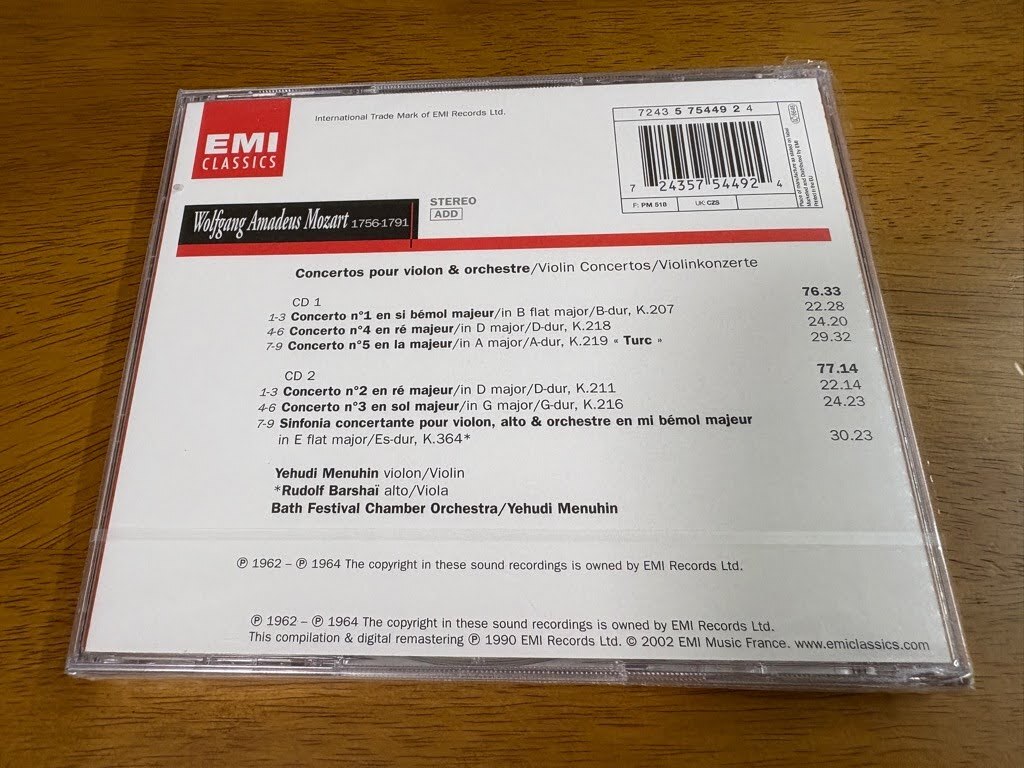 EMI
CLASSICS
International Trade Mark of EMI Records Ltd.
7243 5 75449 2 4
7 24357 54492 4
F: PM 518
UK: CZS
Wolfgang Amadeus Mozart 1756-1791
STEREO
ADD
Concertos pour violon & orchestre/Violin Concertos/Violinkonzerte
CD 1 76.33
1-3 Concerto n°1 en si bémol majeur/in B flat major/B-dur, K.207 22.28
4-6 Concerto n°4 en ré majeur/in D major/D-dur, K.218 24.20
7-9 Concerto n°5 en la majeur/in A major/A-dur, K.219 « Turc » 29.32
CD 2 77.14
1-3 Concerto n°2 en ré majeur/in D major/D-dur, K.211 22.14
4-6 Concerto n°3 en sol majeur/in G major/G-dur, K.216 24.23
7-9 Sinfonia concertante pour violon, alto & orchestre en mi bémol majeur
in E flat major/Es-dur, K.364* 30.23
Yehudi Menuhin violon/Violin
*Rudolf Barshaï alto/Viola
Bath Festival Chamber Orchestra/Yehudi Menuhin
℗ 1962 – ℗ 1964 The copyright in these sound recordings is owned by EMI Records Ltd.
℗ 1962 – ℗ 1964 The copyright in these sound recordings is owned by EMI Records Ltd.
This compilation & digital remastering ℗ 1990 EMI Records Ltd. © 2002 EMI Music France. www.emiclassics.com